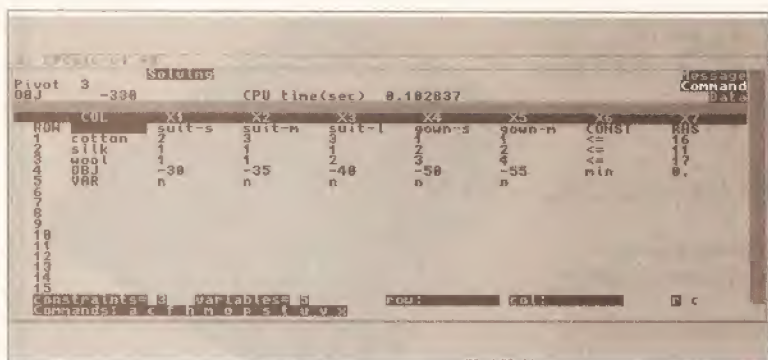 Solving
Pivot 3
OBJ -330 CPU time(sec) 0.102837
Message
Command
Data
COL X1 X2 X3 X4 X5 X6 X7
ROW suit-s suit-m suit-l gown-s gown-m CONST RHS
1 cotton 2 3 3 1 1 <= 16
2 silk 1 1 1 2 2 <= 11
3 wool 1 1 2 3 4 <= 17
4 OBJ -30 -35 -40 -50 -55 min 0.
5 VAR n n n n n
6
7
8
9
10
11
12
13
14
15
constraints= 3 variables= 5 row: col: r c
Commands: a c f h m o p s t u v x